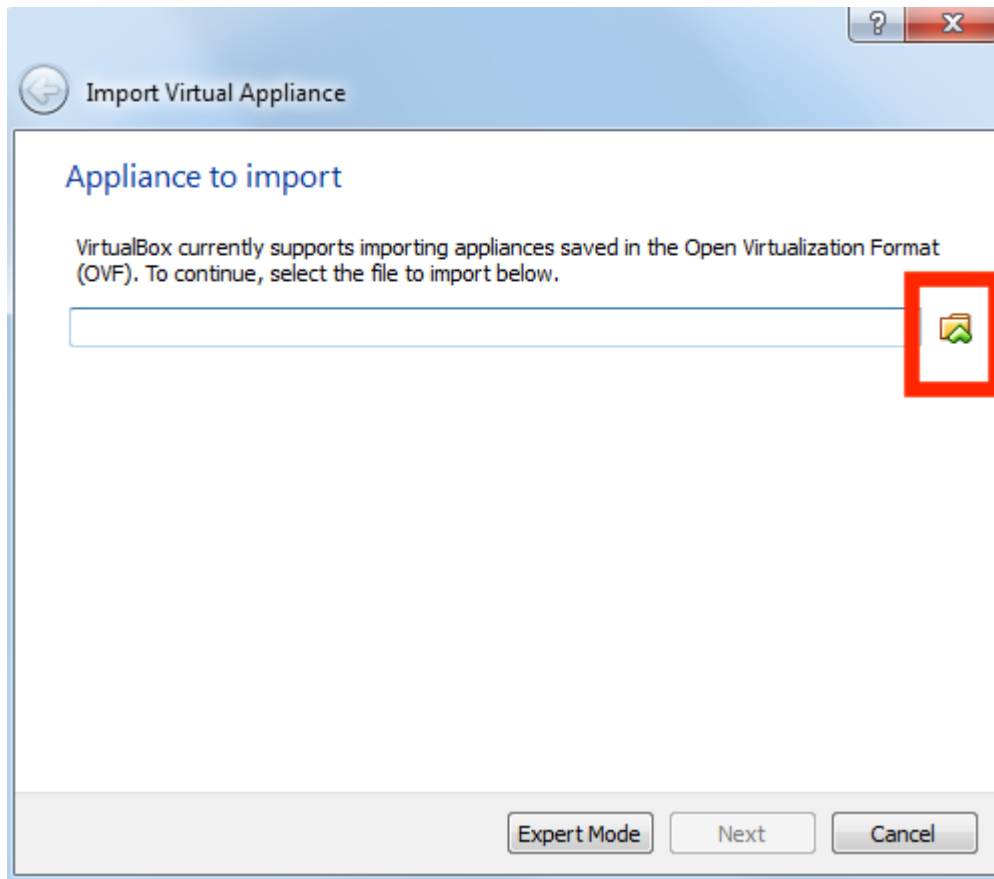 ?
Import Virtual Appliance
Appliance to import
VirtualBox currently supports importing appliances saved in the Open Virtualization Format
(OVF). To continue, select the file to import below.
Expert Mode Next Cancel